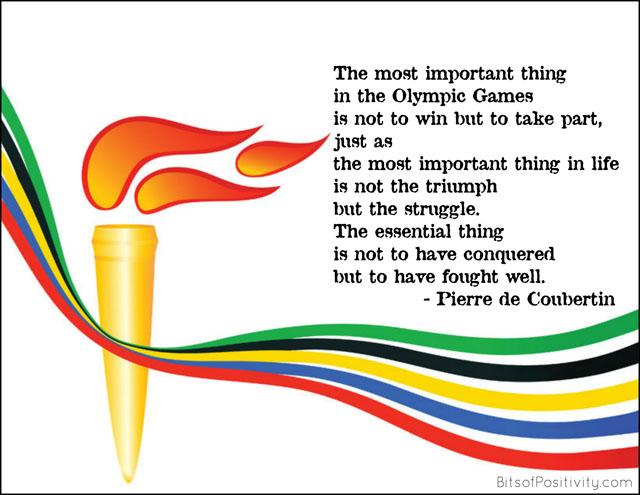 The most important thing
in the Olympic Games
is not to win but to take part,
just as
the most important thing in life
is not the triumph
but the struggle.
The essential thing
is not to have conquered
but to have fought well.
- Pierre de Coubertin
BitsofPositivity.com